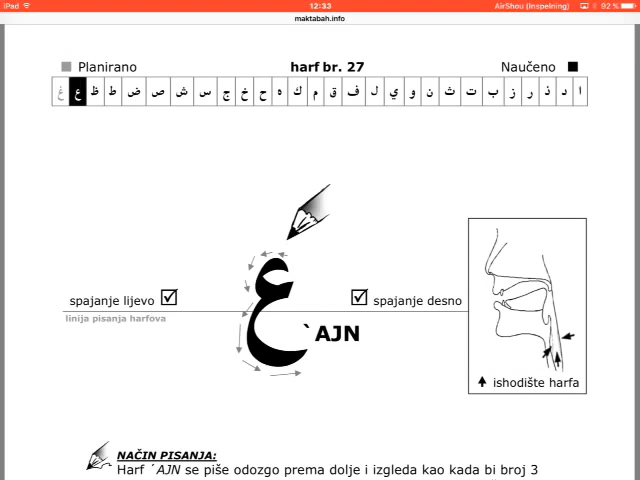 iPad 12:33 AirShou (Inspelning) 92 %
maktabah.info
Planirano harf br. 27 Naučeno
ا د ذ ر ز ب ت ث ن و ي ل ف ق م ك ه ح خ ج س ش ص ض ط ظ ع غ
ع
spajanje lijevo spajanje desno
linija pisanja harfova
`AJN
ishodište harfa
NAČIN PISANJA:
Harf ´AJN se piše odozgo prema dolje i izgleda kao kada bi broj 3